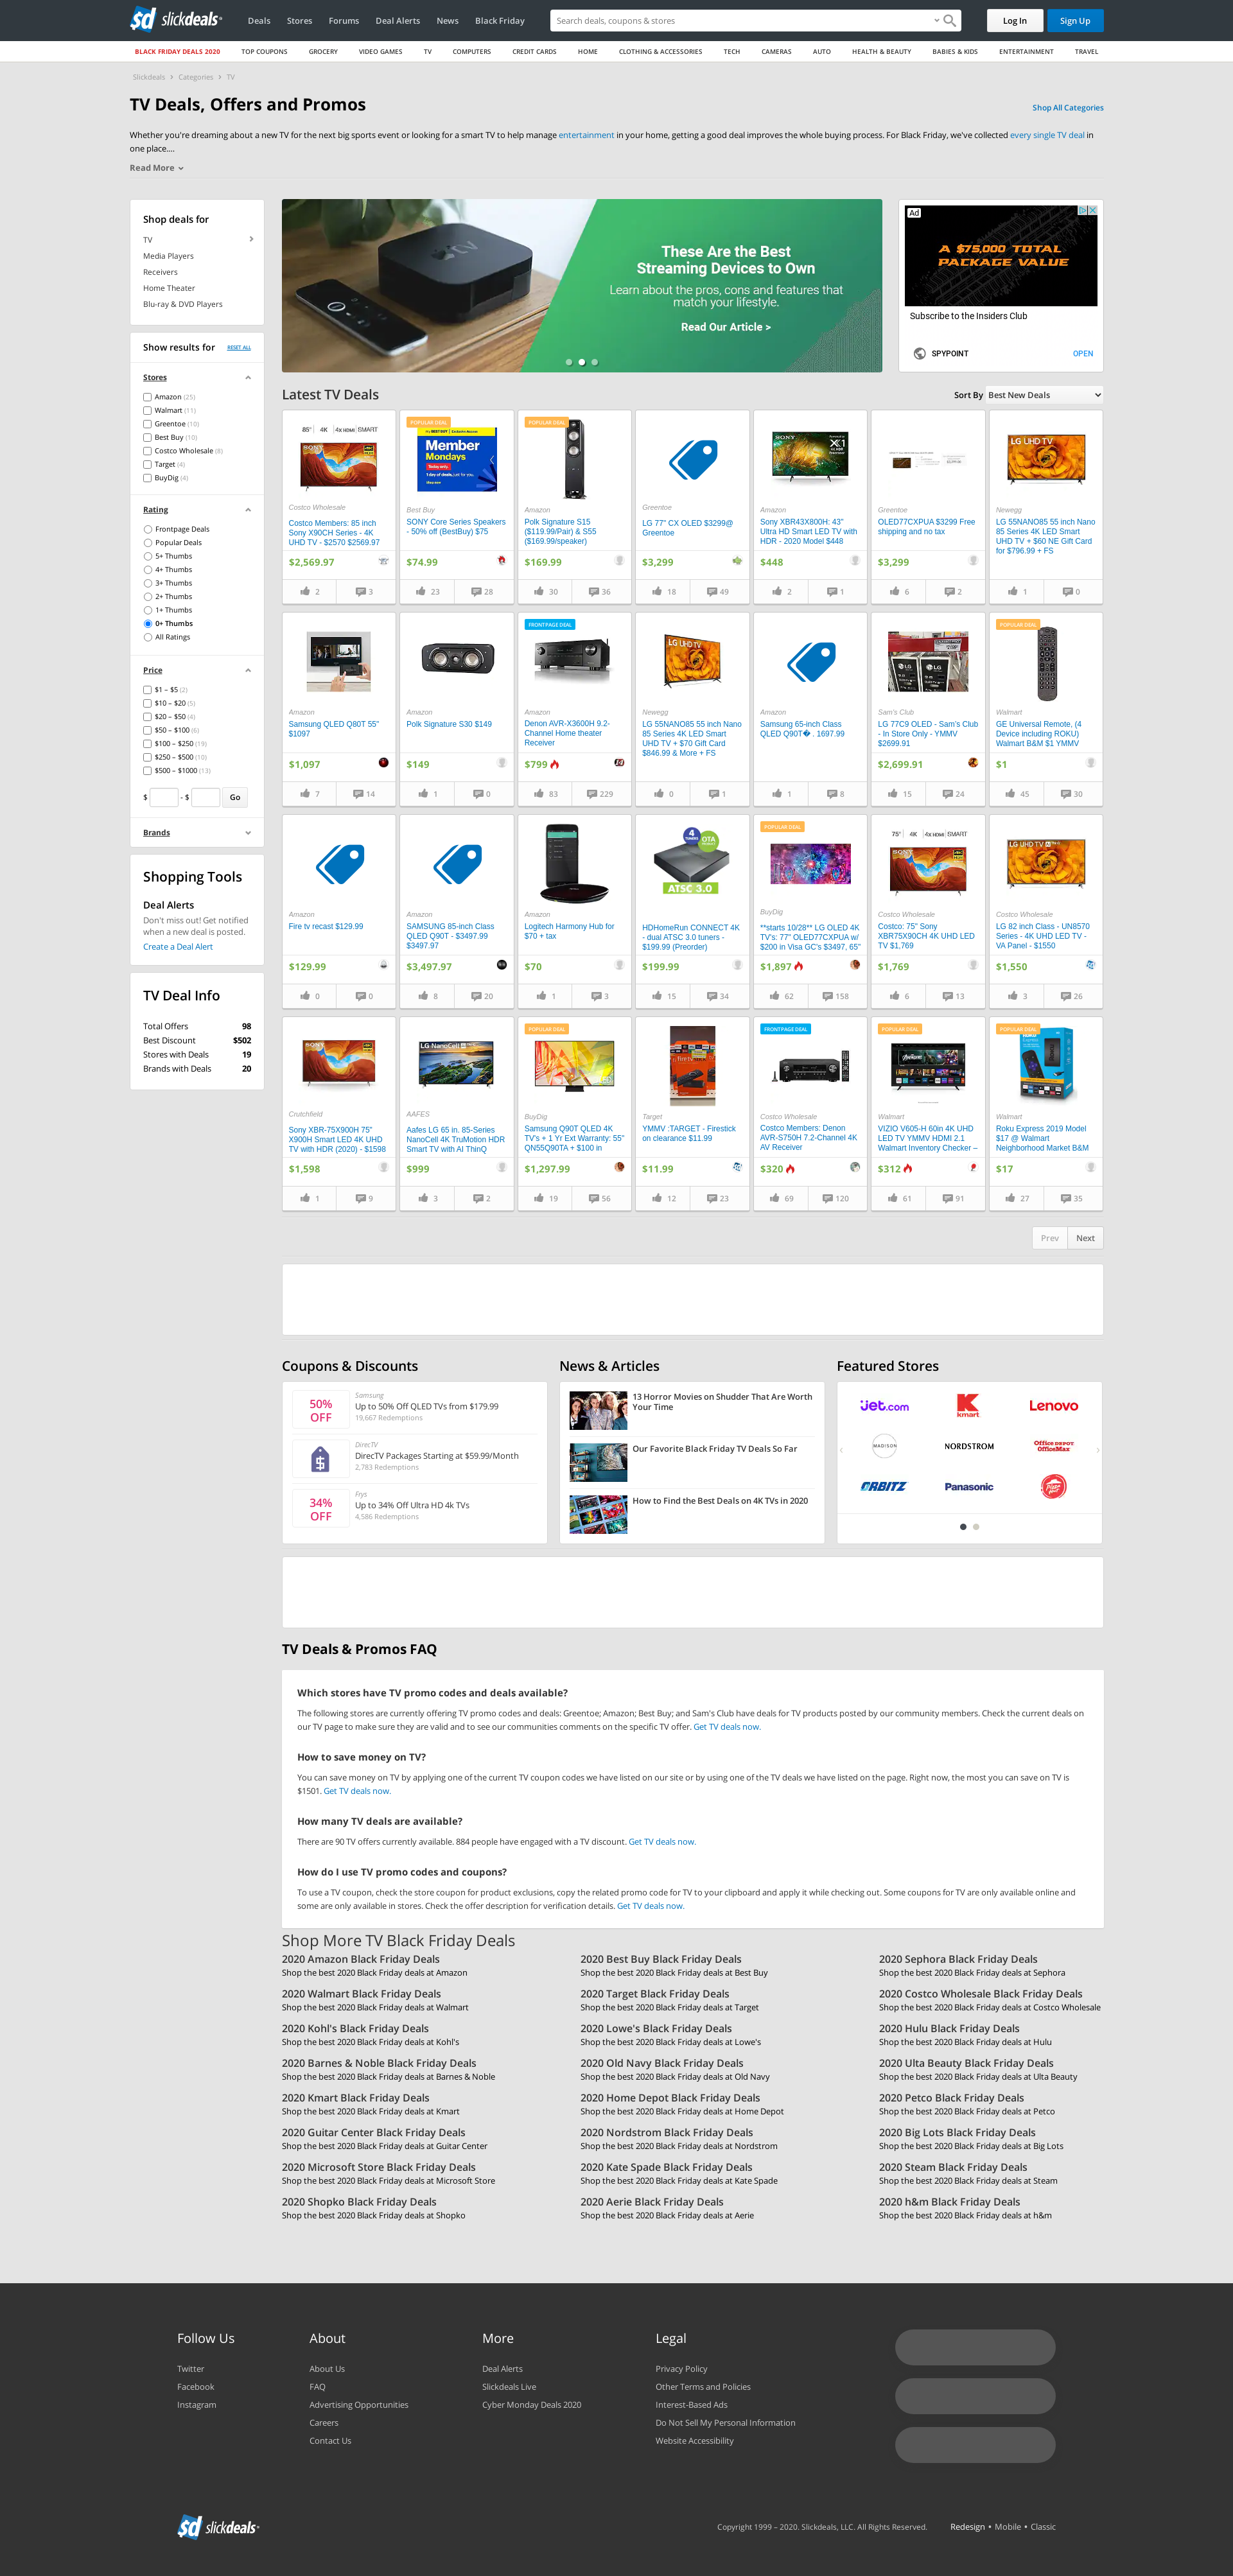 slickdeals
Deals
Stores
Forums
Deal Alerts
News
Black Friday
Search deals, coupons & stores
Log In
Sign Up
BLACK FRIDAY DEALS 2020
TOP COUPONS
GROCERY
VIDEO GAMES
TV
COMPUTERS
CREDIT CARDS
HOME
CLOTHING & ACCESSORIES
TECH
CAMERAS
AUTO
HEALTH & BEAUTY
BABIES & KIDS
ENTERTAINMENT
TRAVEL
Slickdeals > Categories > TV
TV Deals, Offers and Promos
Shop All Categories
Whether you're dreaming about a new TV for the next big sports event or looking for a smart TV to help manage entertainment in your home, getting a good deal improves the whole buying process. For Black Friday, we've collected every single TV deal in
one place....
Read More
Shop deals for
TV
Media Players
Receivers
Home Theater
Blu-ray & DVD Players
Show results for
RESET ALL
Stores
Amazon (25)
Walmart (11)
Greentoe (10)
Best Buy (10)
Costco Wholesale (8)
Target (4)
BuyDig (4)
Rating
Frontpage Deals
Popular Deals
5+ Thumbs
4+ Thumbs
3+ Thumbs
2+ Thumbs
1+ Thumbs
0+ Thumbs
All Ratings
Price
$1 – $5 (2)
$10 – $20 (5)
$20 – $50 (4)
$50 – $100 (6)
$100 – $250 (19)
$250 – $500 (10)
$500 – $1000 (13)
$ - $ Go
Brands
Shopping Tools
Deal Alerts
Don't miss out! Get notified
when a new deal is posted.
Create a Deal Alert
TV Deal Info
Total Offers 98
Best Discount $502
Stores with Deals 19
Brands with Deals 20
These Are the Best
Streaming Devices to Own
Learn about the pros, cons and features that
match your lifestyle.
Read Our Article >
Ad
A $75,000 TOTAL
PACKAGE VALUE
Subscribe to the Insiders Club
SPYPOINT
OPEN
Latest TV Deals
Sort By Best New Deals
Costco Wholesale
Costco Members: 85 inch
Sony X90CH Series - 4K
UHD TV - $2570 $2569.97
$2,569.97
2
3
POPULAR DEAL
Member
Mondays
Best Buy
SONY Core Series Speakers
- 50% off (BestBuy) $75
$74.99
23
28
POPULAR DEAL
Amazon
Polk Signature S15
($119.99/Pair) & S55
($169.99/speaker)
$169.99
30
36
Greentoe
LG 77" CX OLED $3299@
Greentoe
$3,299
18
49
SONY
X1
Amazon
Sony XBR43X800H: 43"
Ultra HD Smart LED TV with
HDR - 2020 Model $448
$448
2
1
Greentoe
OLED77CXPUA $3299 Free
shipping and no tax
$3,299
6
2
LG UHD TV
Newegg
LG 55NANO85 55 inch Nano
85 Series 4K LED Smart
UHD TV + $60 NE Gift Card
for $796.99 + FS
1
0
Amazon
Samsung QLED Q80T 55"
$1097
$1,097
7
14
Amazon
Polk Signature S30 $149
$149
1
0
FRONTPAGE DEAL
Amazon
Denon AVR-X3600H 9.2-
Channel Home theater
Receiver
$799
83
229
LG UHD TV
Newegg
LG 55NANO85 55 inch Nano
85 Series 4K LED Smart
UHD TV + $70 Gift Card
$846.99 & More + FS
0
1
Amazon
Samsung 65-inch Class
QLED Q90T� . 1697.99
1
8
Sam's Club
LG 77C9 OLED - Sam's Club
- In Store Only - YMMV
$2699.91
$2,699.91
15
24
POPULAR DEAL
Walmart
GE Universal Remote, (4
Device including ROKU)
Walmart B&M $1 YMMV
$1
45
30
Amazon
Fire tv recast $129.99
$129.99
0
0
Amazon
SAMSUNG 85-inch Class
QLED Q90T - $3497.99
$3497.97
$3,497.97
8
20
Amazon
Logitech Harmony Hub for
$70 + tax
$70
1
3
4
TUNERS
OTA
ATSC 3.0
HDHomeRun CONNECT 4K
- dual ATSC 3.0 tuners -
$199.99 (Preorder)
$199.99
15
34
POPULAR DEAL
BuyDig
**starts 10/28** LG OLED 4K
TV's: 77" OLED77CXPUA w/
$200 in Visa GC's $3497, 65"
$1,897
62
158
75" 4K 4x HDMI SMART
Costco Wholesale
Costco: 75" Sony
XBR75X90CH 4K UHD LED
TV $1,769
$1,769
6
13
LG UHD TV
Costco Wholesale
LG 82 inch Class - UN8570
Series - 4K UHD LED TV -
VA Panel - $1550
$1,550
3
26
Crutchfield
Sony XBR-75X900H 75"
X900H Smart LED 4K UHD
TV with HDR (2020) - $1598
$1,598
1
9
LG NanoCell
AAFES
Aafes LG 65 in. 85-Series
NanoCell 4K TruMotion HDR
Smart TV with AI ThinQ
$999
3
2
POPULAR DEAL
BuyDig
Samsung Q90T QLED 4K
TV's + 1 Yr Ext Warranty: 55"
QN55Q90TA + $100 in
$1,297.99
19
56
Target
YMMV :TARGET - Firestick
on clearance $11.99
$11.99
12
23
FRONTPAGE DEAL
Costco Wholesale
Costco Members: Denon
AVR-S750H 7.2-Channel 4K
AV Receiver
$320
69
120
POPULAR DEAL
Walmart
VIZIO V605-H 60in 4K UHD
LED TV YMMV HDMI 2.1
Walmart Inventory Checker –
$312
61
91
POPULAR DEAL
Walmart
Roku Express 2019 Model
$17 @ Walmart
Neighborhood Market B&M
$17
27
35
Prev
Next
Coupons & Discounts
50%
OFF
Samsung
Up to 50% Off QLED TVs from $179.99
19,667 Redemptions
DirecTV
DirecTV Packages Starting at $59.99/Month
2,783 Redemptions
34%
OFF
Frys
Up to 34% Off Ultra HD 4k TVs
4,586 Redemptions
News & Articles
13 Horror Movies on Shudder That Are Worth
Your Time
Our Favorite Black Friday TV Deals So Far
How to Find the Best Deals on 4K TVs in 2020
Featured Stores
jet.com
kmart
Lenovo
MADISON
NORDSTROM
Office DEPOT
OfficeMax
ORBITZ
Panasonic
TV Deals & Promos FAQ
Which stores have TV promo codes and deals available?
The following stores are currently offering TV promo codes and deals: Greentoe; Amazon; Best Buy; and Sam's Club have deals for TV products posted by our community members. Check the current deals on
our TV page to make sure they are valid and to see our communities comments on the specific TV offer. Get TV deals now.
How to save money on TV?
You can save money on TV by applying one of the current TV coupon codes we have listed on our site or by using one of the TV deals we have listed on the page. Right now, the most you can save on TV is
$1501. Get TV deals now.
How many TV deals are available?
There are 90 TV offers currently available. 884 people have engaged with a TV discount. Get TV deals now.
How do I use TV promo codes and coupons?
To use a TV coupon, check the store coupon for product exclusions, copy the related promo code for TV to your clipboard and apply it while checking out. Some coupons for TV are only available online and
some are only available in stores. Check the offer description for verification details. Get TV deals now.
Shop More TV Black Friday Deals
2020 Amazon Black Friday Deals
Shop the best 2020 Black Friday deals at Amazon
2020 Best Buy Black Friday Deals
Shop the best 2020 Black Friday deals at Best Buy
2020 Sephora Black Friday Deals
Shop the best 2020 Black Friday deals at Sephora
2020 Walmart Black Friday Deals
Shop the best 2020 Black Friday deals at Walmart
2020 Target Black Friday Deals
Shop the best 2020 Black Friday deals at Target
2020 Costco Wholesale Black Friday Deals
Shop the best 2020 Black Friday deals at Costco Wholesale
2020 Kohl's Black Friday Deals
Shop the best 2020 Black Friday deals at Kohl's
2020 Lowe's Black Friday Deals
Shop the best 2020 Black Friday deals at Lowe's
2020 Hulu Black Friday Deals
Shop the best 2020 Black Friday deals at Hulu
2020 Barnes & Noble Black Friday Deals
Shop the best 2020 Black Friday deals at Barnes & Noble
2020 Old Navy Black Friday Deals
Shop the best 2020 Black Friday deals at Old Navy
2020 Ulta Beauty Black Friday Deals
Shop the best 2020 Black Friday deals at Ulta Beauty
2020 Kmart Black Friday Deals
Shop the best 2020 Black Friday deals at Kmart
2020 Home Depot Black Friday Deals
Shop the best 2020 Black Friday deals at Home Depot
2020 Petco Black Friday Deals
Shop the best 2020 Black Friday deals at Petco
2020 Guitar Center Black Friday Deals
Shop the best 2020 Black Friday deals at Guitar Center
2020 Nordstrom Black Friday Deals
Shop the best 2020 Black Friday deals at Nordstrom
2020 Big Lots Black Friday Deals
Shop the best 2020 Black Friday deals at Big Lots
2020 Microsoft Store Black Friday Deals
Shop the best 2020 Black Friday deals at Microsoft Store
2020 Kate Spade Black Friday Deals
Shop the best 2020 Black Friday deals at Kate Spade
2020 Steam Black Friday Deals
Shop the best 2020 Black Friday deals at Steam
2020 Shopko Black Friday Deals
Shop the best 2020 Black Friday deals at Shopko
2020 Aerie Black Friday Deals
Shop the best 2020 Black Friday deals at Aerie
2020 h&m Black Friday Deals
Shop the best 2020 Black Friday deals at h&m
Follow Us
Twitter
Facebook
Instagram
About
About Us
FAQ
Advertising Opportunities
Careers
Contact Us
More
Deal Alerts
Slickdeals Live
Cyber Monday Deals 2020
Legal
Privacy Policy
Other Terms and Policies
Interest-Based Ads
Do Not Sell My Personal Information
Website Accessibility
slickdeals
Copyright 1999 – 2020. Slickdeals, LLC. All Rights Reserved.
Redesign • Mobile • Classic